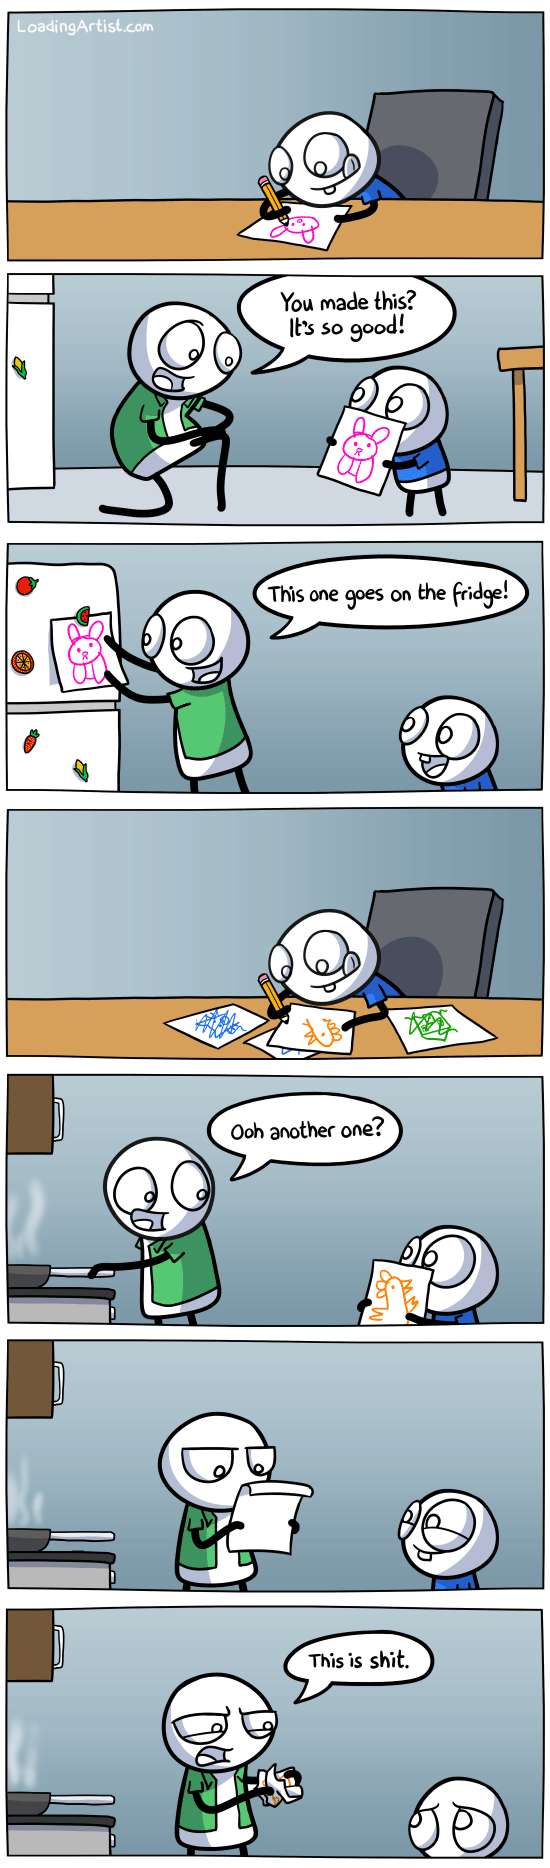 LoadingArtist.com
You made this?
It's so good!
This one goes on the fridge!
Ooh another one?
This is shit.